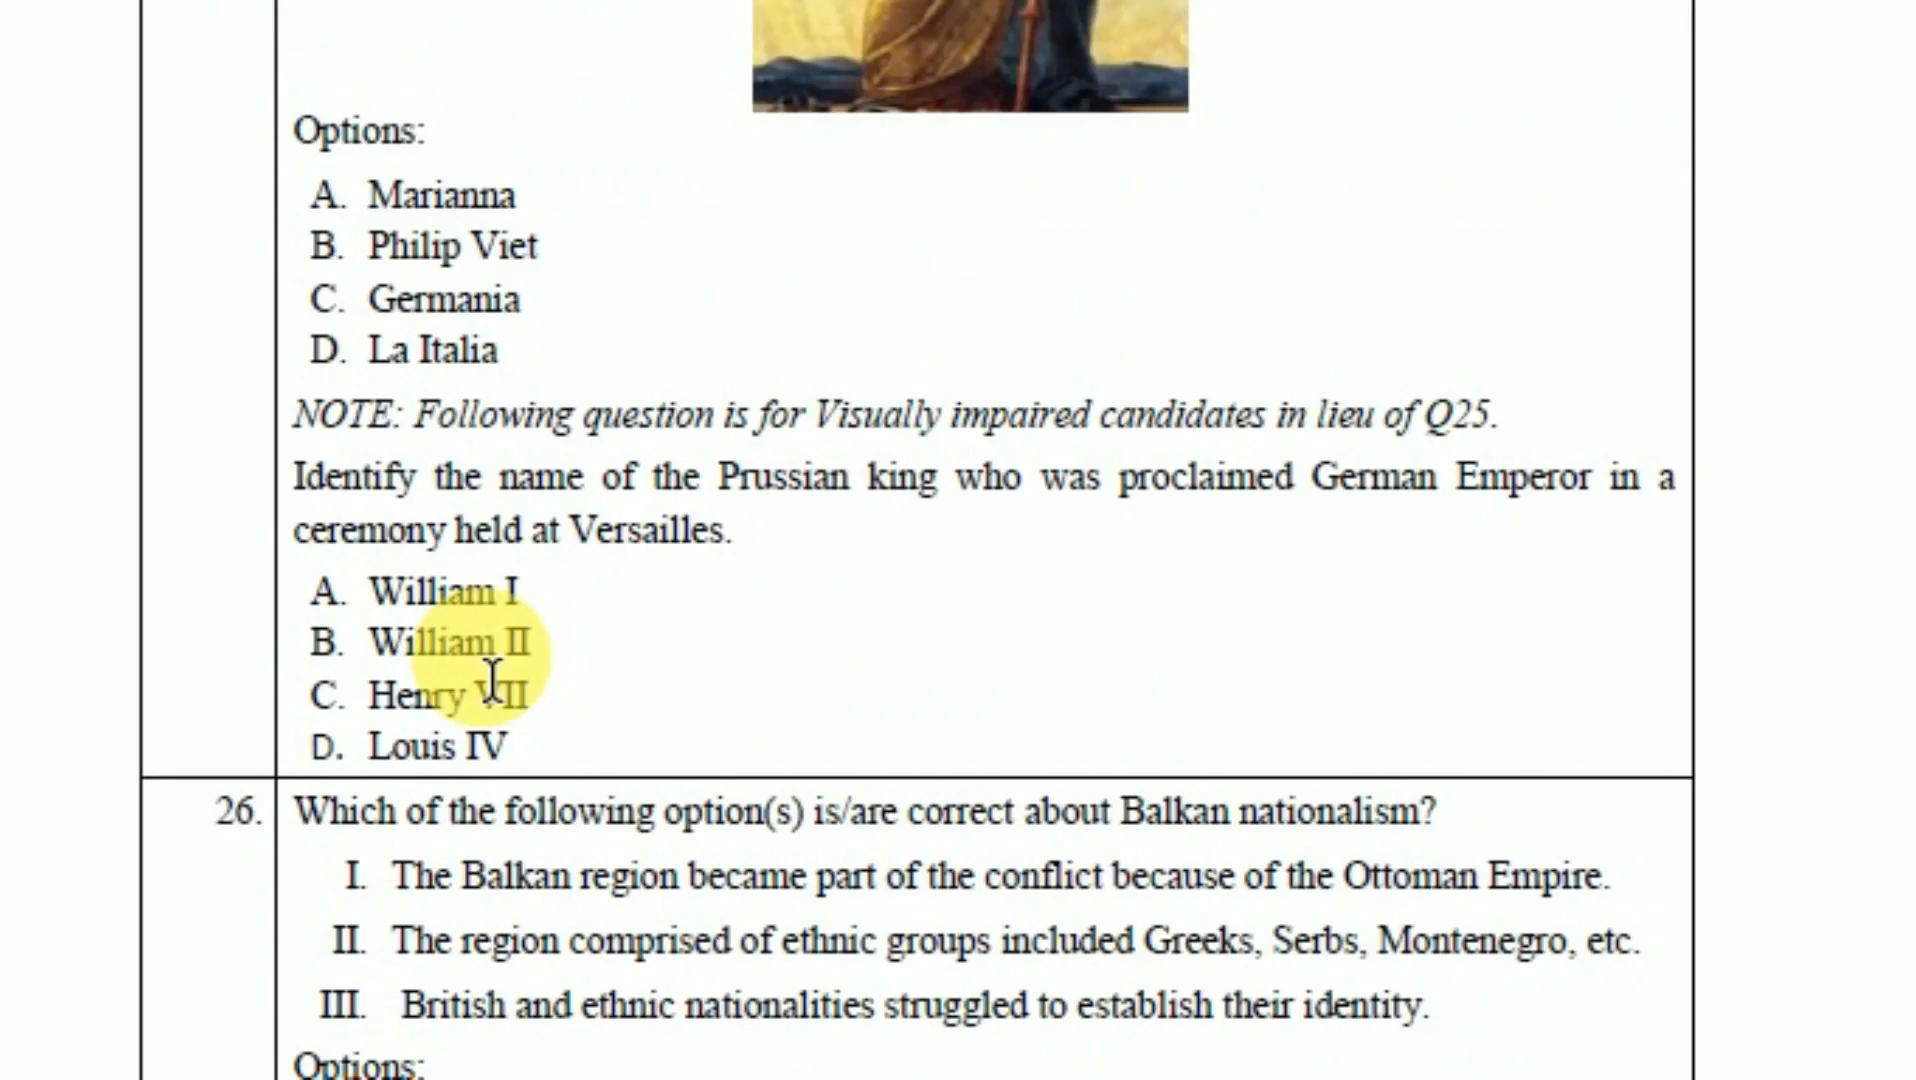 Options:
A. Marianna
B. Philip Viet
C. Germania
D. La Italia
NOTE: Following question is for Visually impaired candidates in lieu of Q25.
Identify the name of the Prussian king who was proclaimed German Emperor in a
ceremony held at Versailles.
A. William I
B. William II
C. Henry VII
D. Louis IV
26. Which of the following option(s) is/are correct about Balkan nationalism?
I. The Balkan region became part of the conflict because of the Ottoman Empire.
II. The region comprised of ethnic groups included Greeks, Serbs, Montenegro, etc.
III. British and ethnic nationalities struggled to establish their identity.
Options: